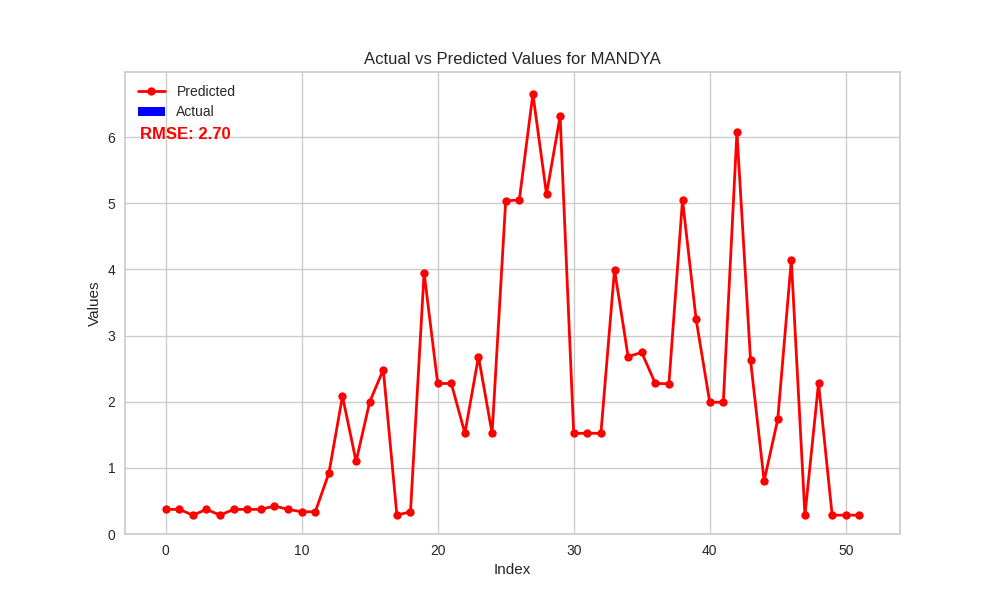 Actual vs Predicted Values for MANDYA
Predicted
Actual
RMSE: 2.70
6
5
4
3
2
1
0
Values
0 10 20 30 40 50
Index